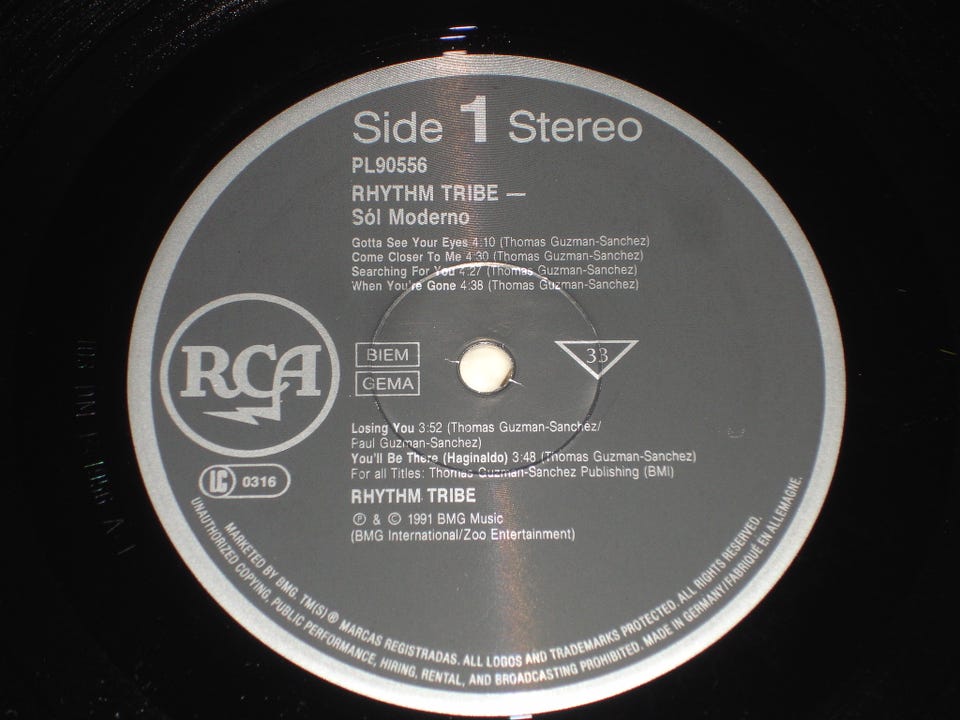 Side 1 Stereo
PL90556
RHYTHM TRIBE —
Sól Moderno
Gotta See Your Eyes 4:10 (Thomas Guzman-Sanchez)
Come Closer To Me 4:30 (Thomas Guzman-Sanchez)
Searching For You 4:27 (Thomas Guzman-Sanchez)
When You're Gone 4:38 (Thomas Guzman-Sanchez)
RCA
BIEM
GEMA
33
Losing You 3:52 (Thomas Guzman-Sanchez/
Paul Guzman-Sanchez)
You'll Be There (Haginaldo) 3:48 (Thomas Guzman-Sanchez)
For all Titles: Thomas Guzman-Sanchez Publishing (BMI)
LC 0316
RHYTHM TRIBE
℗ & © 1991 BMG Music
(BMG International/Zoo Entertainment)
MARKETED BY BMG. TM(S) ® MARCAS REGISTRADAS. ALL LOGOS AND TRADEMARKS PROTECTED. ALL RIGHTS RESERVED.
UNAUTHORIZED COPYING, PUBLIC PERFORMANCE, HIRING, RENTAL, AND BROADCASTING PROHIBITED. MADE IN GERMANY/FABRIQUÉ EN ALLEMAGNE.